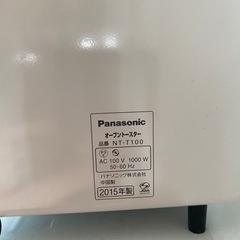 Panasonic
オーブントースター
品番 NT-T100
AC 100 V 1000 W
50-60 Hz
パナソニック株式会社
中国製
2015年製